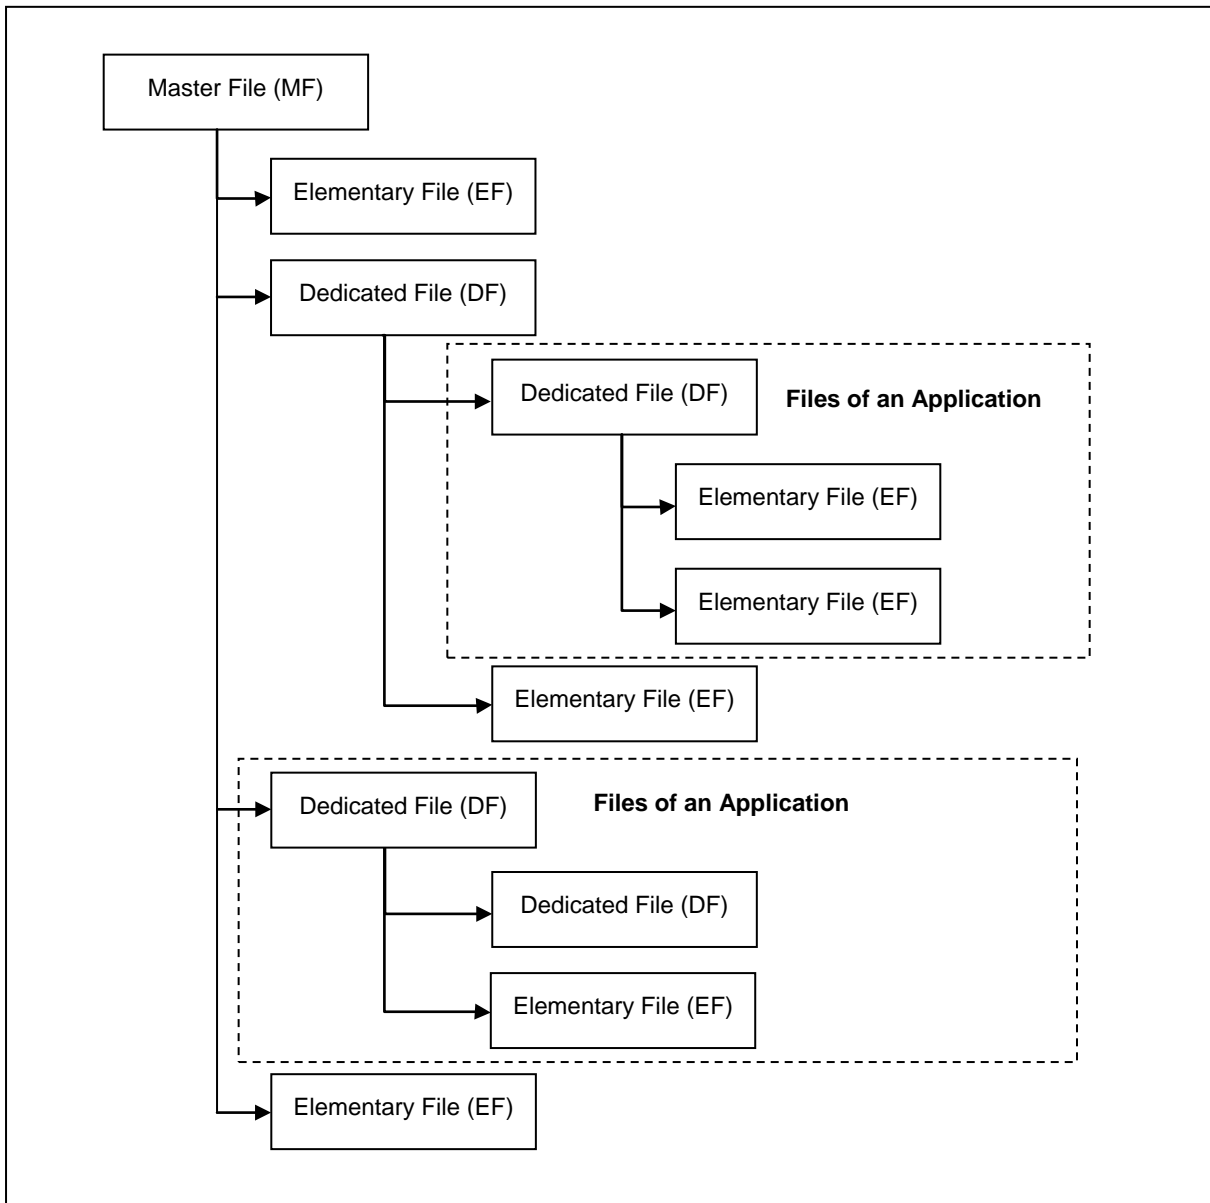 Master File (MF)
Elementary File (EF)
Dedicated File (DF)
Dedicated File (DF)
Files of an Application
Elementary File (EF)
Elementary File (EF)
Elementary File (EF)
Dedicated File (DF)
Files of an Application
Dedicated File (DF)
Elementary File (EF)
Elementary File (EF)